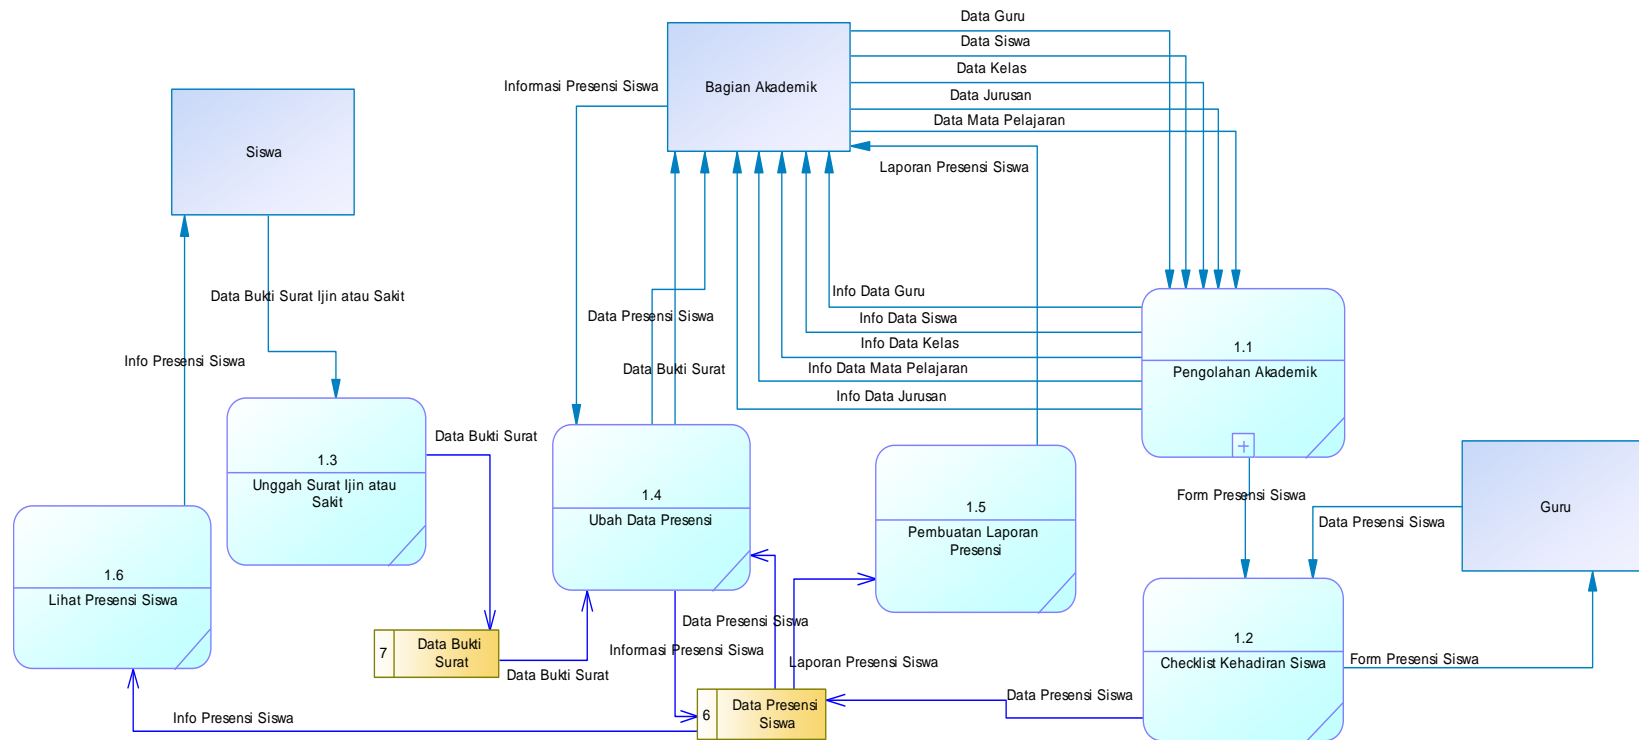 Data Guru
Data Siswa
Data Kelas
Data Jurusan
Data Mata Pelajaran
Informasi Presensi Siswa
Bagian Akademik
Siswa
Laporan Presensi Siswa
Data Bukti Surat Ijin atau Sakit
Info Data Guru
Data Presensi Siswa
Info Data Siswa
Info Data Kelas
Info Presensi Siswa
Data Bukti Surat
Info Data Mata Pelajaran
Info Data Jurusan
1.1
Pengolahan Akademik
Data Bukti Surat
1.3
Unggah Surat Ijin atau
Sakit
1.4
Ubah Data Presensi
1.5
Pembuatan Laporan
Presensi
Form Presensi Siswa
Data Presensi Siswa
Guru
1.6
Lihat Presensi Siswa
7
Data Bukti
Surat
Data Bukti Surat
Data Presensi Siswa
Informasi Presensi Siswa
Laporan Presensi Siswa
1.2
Checklist Kehadiran Siswa
Form Presensi Siswa
Data Presensi Siswa
6
Data Presensi
Siswa
Info Presensi Siswa